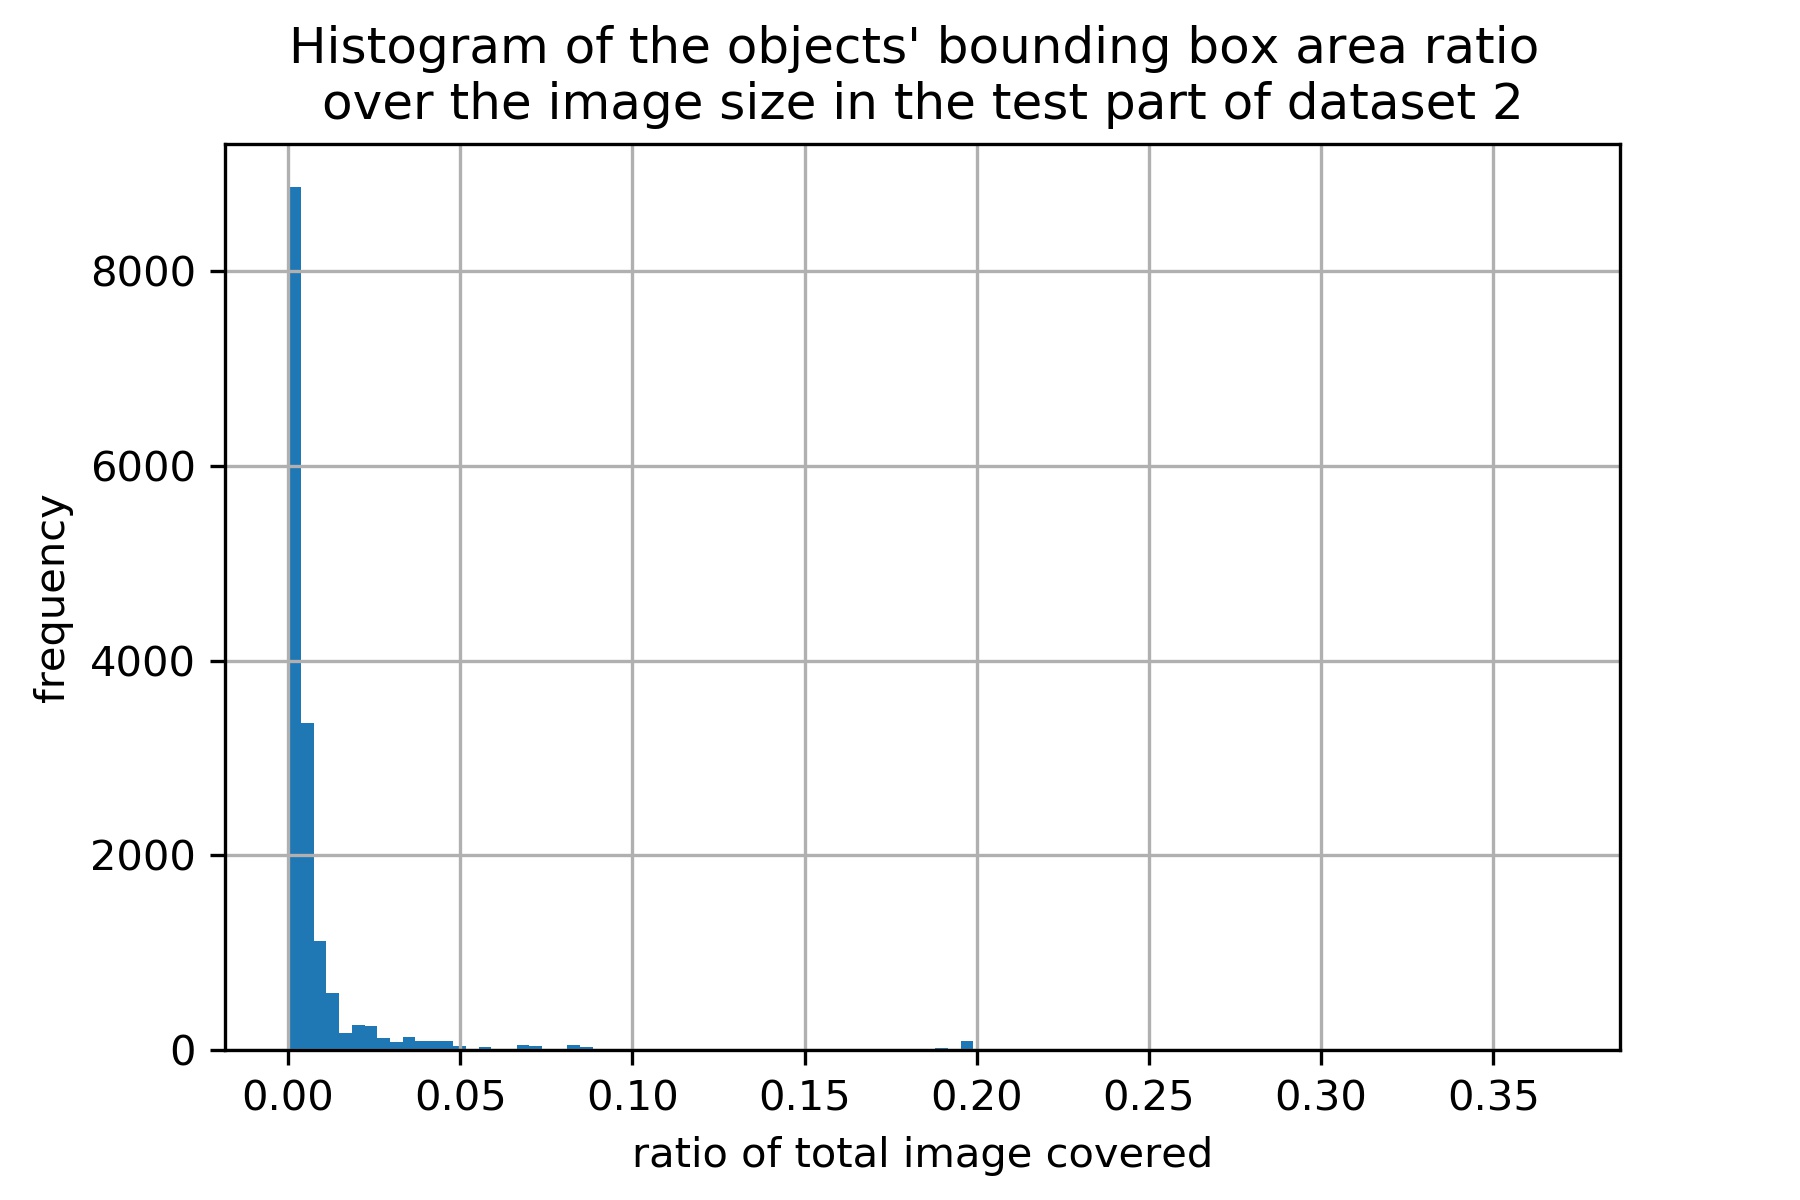 Histogram of the objects' bounding box area ratio
over the image size in the test part of dataset 2
frequency
8000
6000
4000
2000
0
0.00 0.05 0.10 0.15 0.20 0.25 0.30 0.35
ratio of total image covered